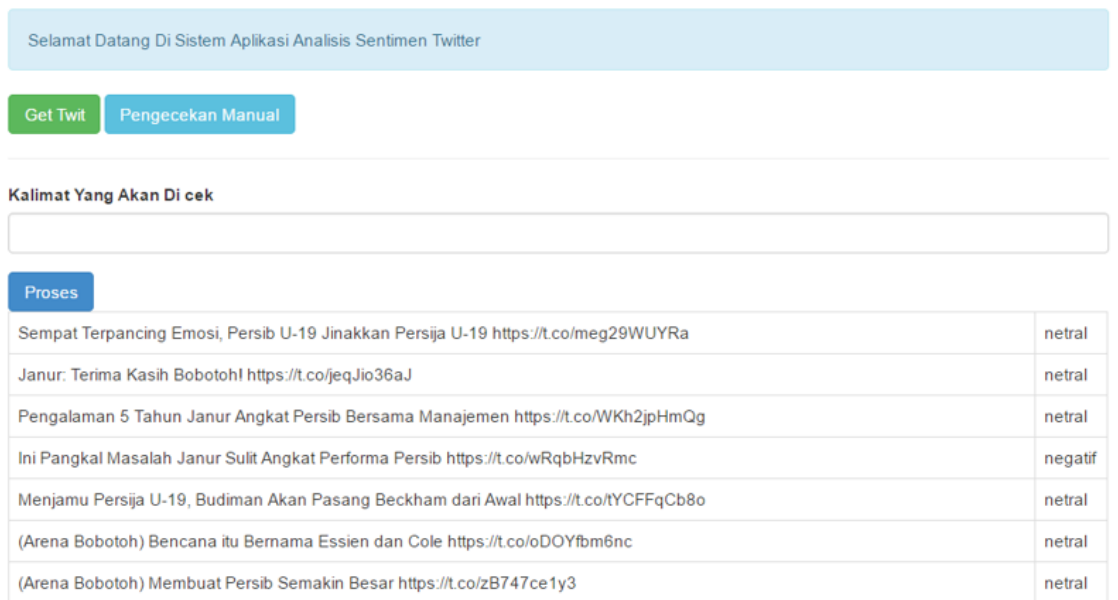 Selamat Datang Di Sistem Aplikasi Analisis Sentimen Twitter
Get Twit Pengecekan Manual
Kalimat Yang Akan Di cek
Proses
Sempat Terpancing Emosi, Persib U-19 Jinakkan Persija U-19 https://t.co/meg29WUYRa netral
Janur: Terima Kasih Bobotoh! https://t.co/jeqJio36aJ netral
Pengalaman 5 Tahun Janur Angkat Persib Bersama Manajemen https://t.co/WKh2jpHmQg netral
Ini Pangkal Masalah Janur Sulit Angkat Performa Persib https://t.co/wRqbHzvRmc negatif
Menjamu Persija U-19, Budiman Akan Pasang Beckham dari Awal https://t.co/tYCFFqCb8o netral
(Arena Bobotoh) Bencana itu Bernama Essien dan Cole https://t.co/oDOYfbm6nc netral
(Arena Bobotoh) Membuat Persib Semakin Besar https://t.co/zB747ce1y3 netral